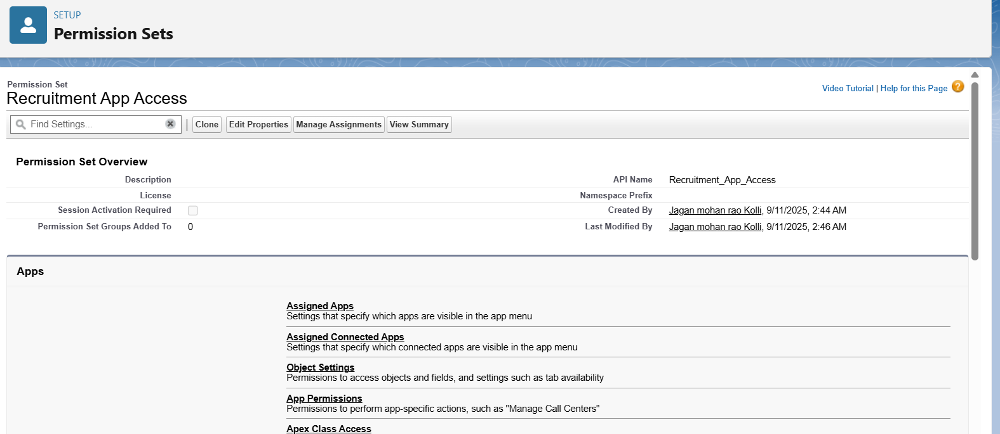 SETUP
Permission Sets
Permission Set
Recruitment App Access
Video Tutorial | Help for this Page ?
Find Settings... Clone Edit Properties Manage Assignments View Summary
Permission Set Overview
Description API Name Recruitment_App_Access
License Namespace Prefix
Session Activation Required Created By Jagan mohan rao Kolli, 9/11/2025, 2:44 AM
Permission Set Groups Added To 0 Last Modified By Jagan mohan rao Kolli, 9/11/2025, 2:46 AM
Apps
Assigned Apps
Settings that specify which apps are visible in the app menu
Assigned Connected Apps
Settings that specify which connected apps are visible in the app menu
Object Settings
Permissions to access objects and fields, and settings such as tab availability
App Permissions
Permissions to perform app-specific actions, such as "Manage Call Centers"
Apex Class Access